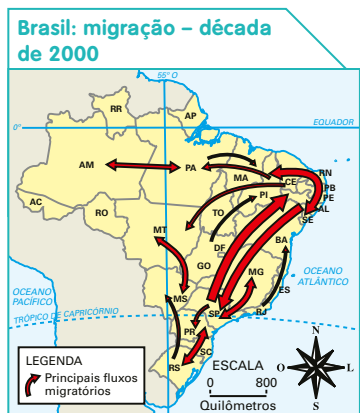 Brasil: migração – década
de 2000
55° O
RR
AP
0°
EQUADOR
AM
PA
MA
CE
RN
PB
PE
AL
SE
PI
AC
RO
TO
BA
MT
DF
GO
MG
ES
OCEANO
ATLÂNTICO
OCEANO
PACÍFICO
MS
SP
RJ
TRÓPICO DE CAPRICÓRNIO
PR
SC
RS
LEGENDA
Principais fluxos
migratórios
ESCALA
0 800
Quilômetros
N
O L
S